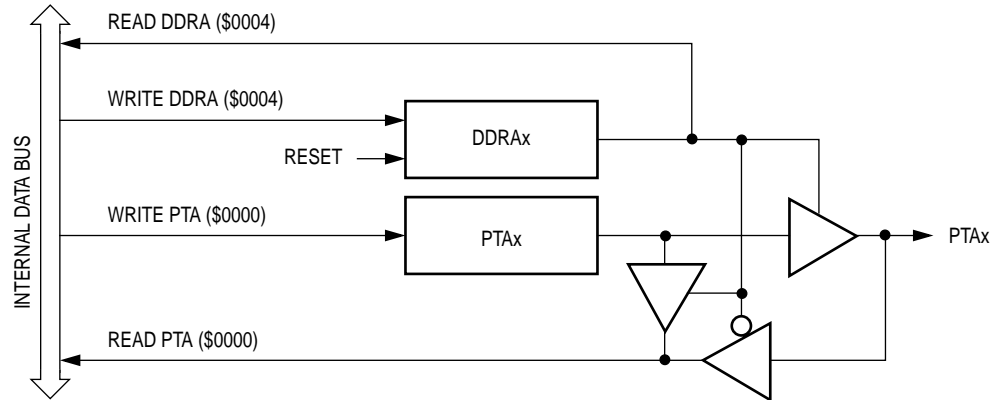 READ DDRA ($0004)
WRITE DDRA ($0004)
DDRAx
RESET
INTERNAL DATA BUS
WRITE PTA ($0000)
PTAx
PTAx
READ PTA ($0000)